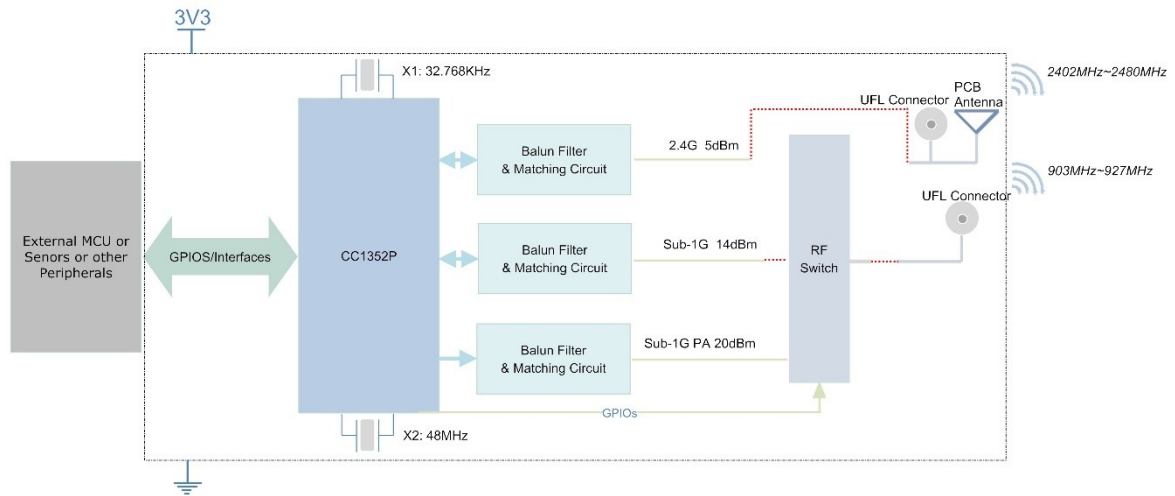 3V3
X1: 32.768KHz
2402MHz~2480MHz
UFL Connector
PCB
Antenna
Balun Filter
& Matching Circuit
2.4G 5dBm
903MHz~927MHz
UFL Connector
External MCU or
Senors or other
Peripherals
GPIOS/Interfaces
CC1352P
Balun Filter
& Matching Circuit
Sub-1G 14dBm
RF
Switch
Balun Filter
& Matching Circuit
Sub-1G PA 20dBm
GPIOs
X2: 48MHz